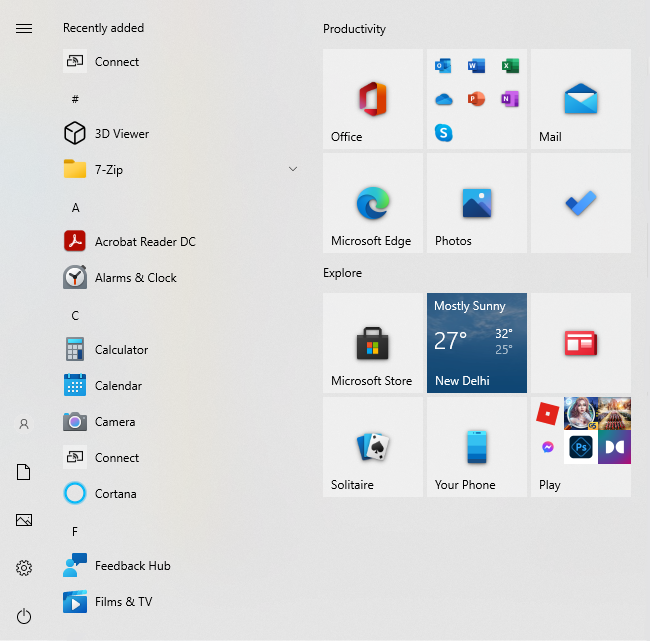 Recently added
Connect
#
3D Viewer
7-Zip
A
Acrobat Reader DC
Alarms & Clock
C
Calculator
Calendar
Camera
Connect
Cortana
F
Feedback Hub
Films & TV
Productivity
Office
Mail
Microsoft Edge
Photos
Explore
Microsoft Store
Mostly Sunny
27°
32°
25°
New Delhi
Solitaire
Your Phone
Ps
Play